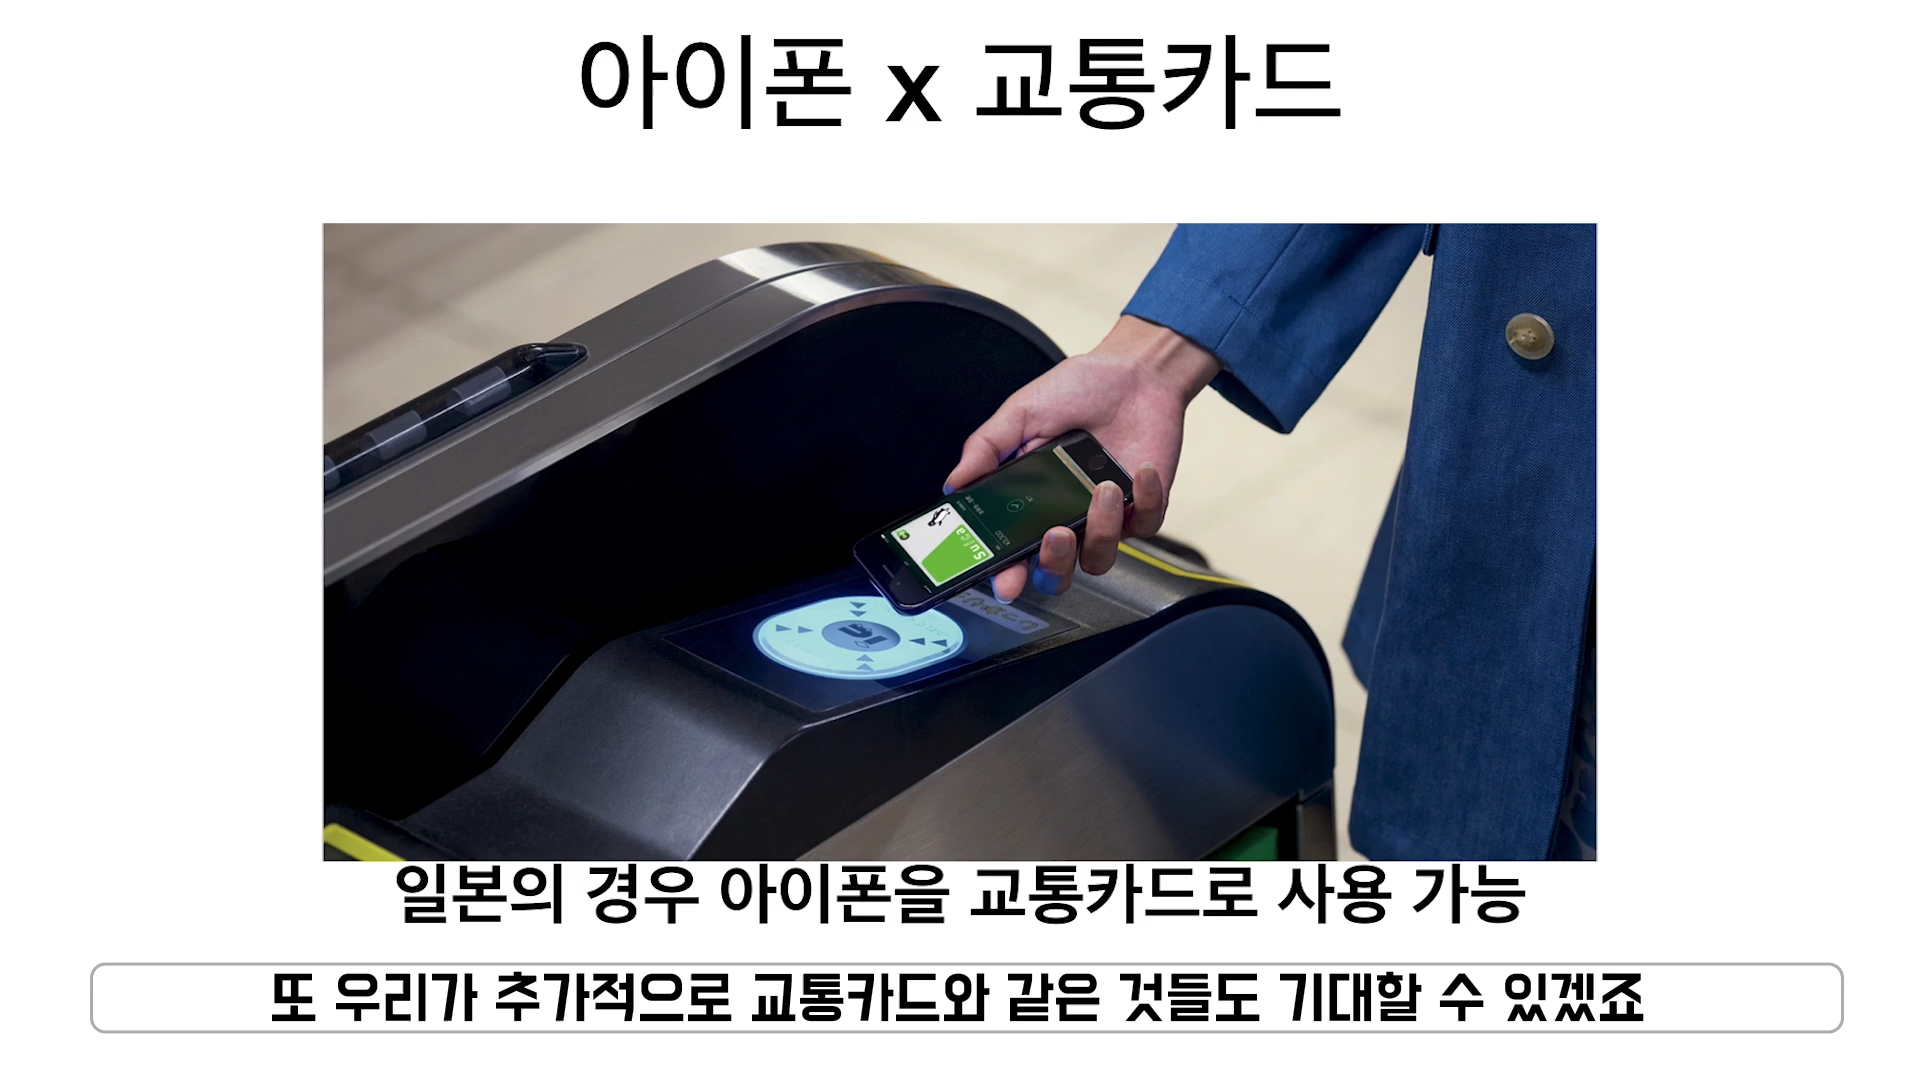 아이폰 x 교통카드
Suica
IC
일본의 경우 아이폰을 교통카드로 사용 가능
또 우리가 추가적으로 교통카드와 같은 것들도 기대할 수 있겠죠